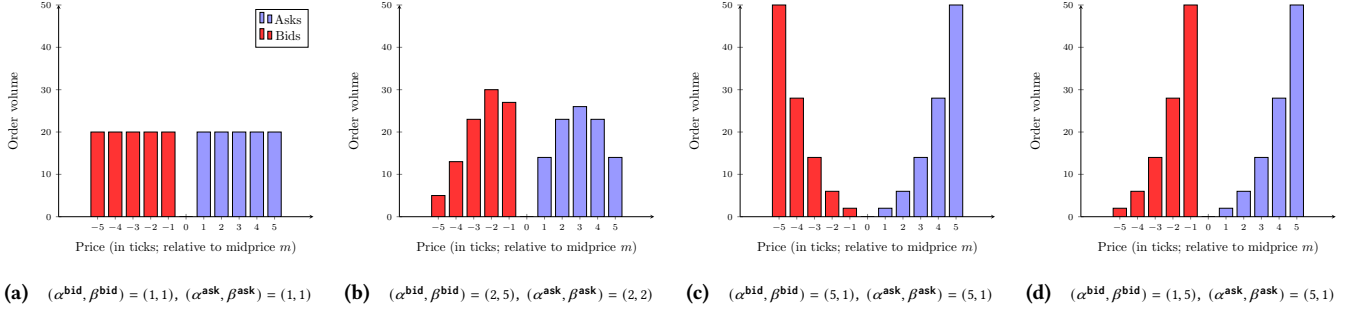 50
40
30
20
10
0
Order volume
−5 −4 −3 −2 −1 0 1 2 3 4 5
Price (in ticks; relative to midprice m)
Asks
Bids
(a) (α^bid, β^bid) = (1, 1), (α^ask, β^ask) = (1, 1)
50
40
30
20
10
0
Order volume
−5 −4 −3 −2 −1 0 1 2 3 4 5
Price (in ticks; relative to midprice m)
(b) (α^bid, β^bid) = (2, 5), (α^ask, β^ask) = (2, 2)
50
40
30
20
10
0
Order volume
−5 −4 −3 −2 −1 0 1 2 3 4 5
Price (in ticks; relative to midprice m)
(c) (α^bid, β^bid) = (5, 1), (α^ask, β^ask) = (5, 1)
50
40
30
20
10
0
Order volume
−5 −4 −3 −2 −1 0 1 2 3 4 5
Price (in ticks; relative to midprice m)
(d) (α^bid, β^bid) = (1, 5), (α^ask, β^ask) = (5, 1)